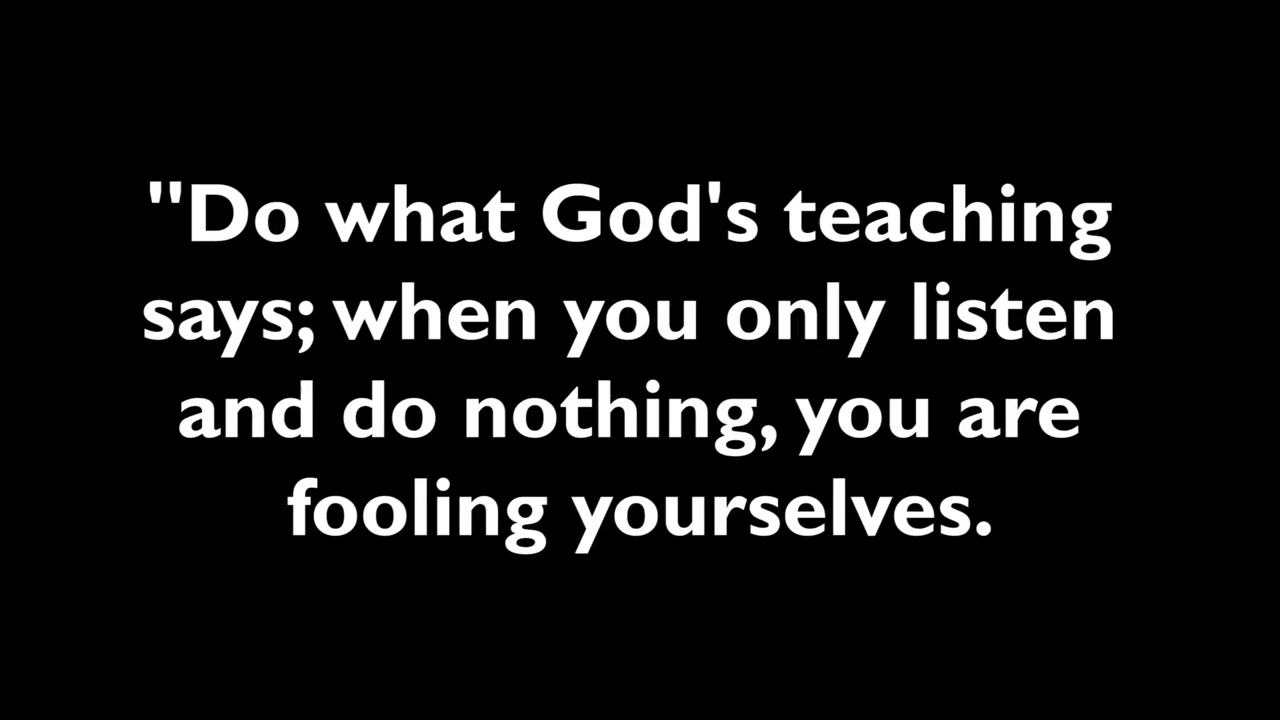 "Do what God's teaching
says; when you only listen
and do nothing, you are
fooling yourselves.